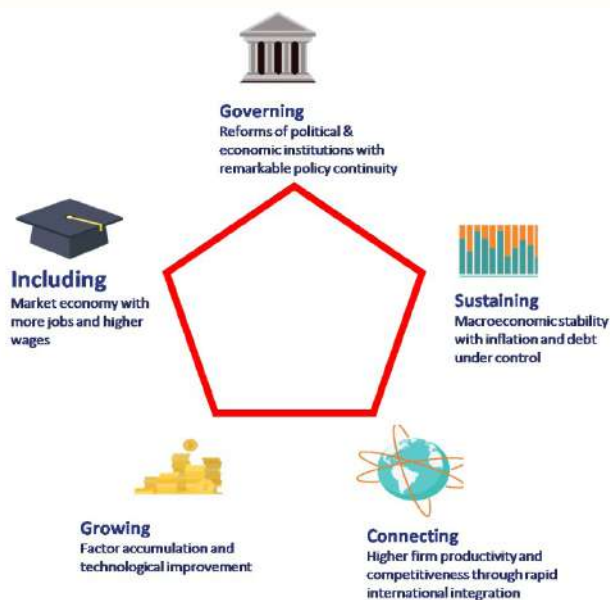 Governing
Reforms of political &
economic institutions with
remarkable policy continuity
Including
Market economy with
more jobs and higher
wages
Sustaining
Macroeconomic stability
with inflation and debt
under control
Growing
Factor accumulation and
technological improvement
Connecting
Higher firm productivity and
competitiveness through rapid
international integration